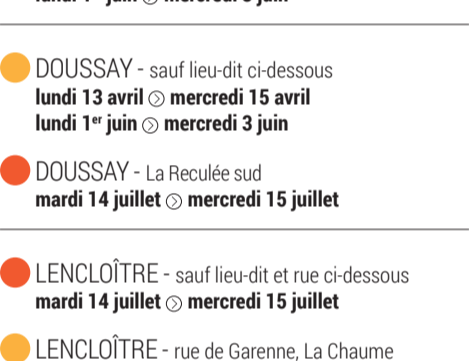 DOUSSAY - sauf lieu-dit ci-dessous
lundi 13 avril > mercredi 15 avril
lundi 1er juin > mercredi 3 juin
DOUSSAY - La Reculée sud
mardi 14 juillet > mercredi 15 juillet
LENCLOÎTRE - sauf lieu-dit et rue ci-dessous
mardi 14 juillet > mercredi 15 juillet
LENCLOÎTRE - rue de Garenne, La Chaume